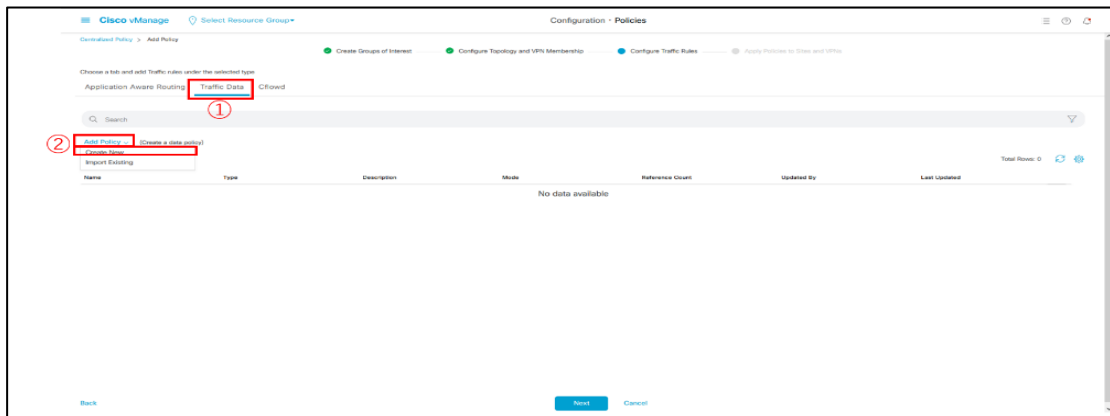 Cisco vManage Select Resource Group Configuration · Policies
Centralized Policy > Add Policy
Create Groups of Interest Configure Topology and VPN Membership Configure Traffic Rules Apply Policies to Sites and VPNs
Choose a tab and add Traffic rules under the selected type
Application Aware Routing Traffic Data Cflowd
①
Search
② Add Policy (Create a data policy)
Create New
Import Existing
Total Rows: 0
Name Type Description Mode Reference Count Updated By Last Updated
No data available
Back Next Cancel